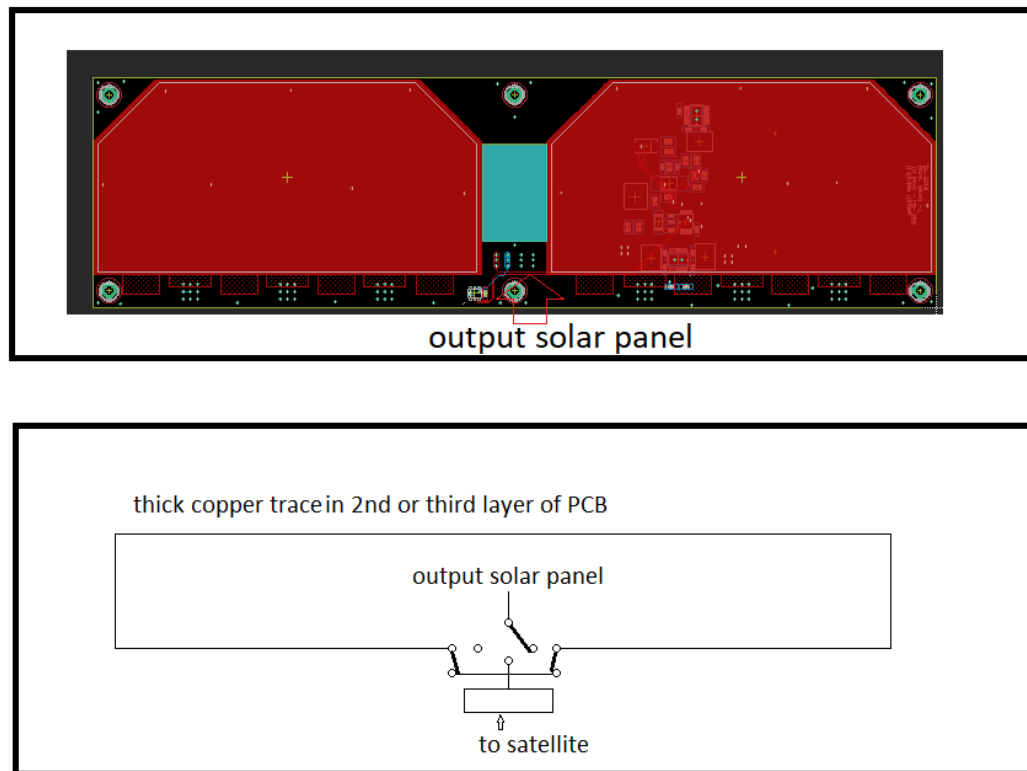 output solar panel
thick copper trace in 2nd or third layer of PCB
output solar panel
to satellite